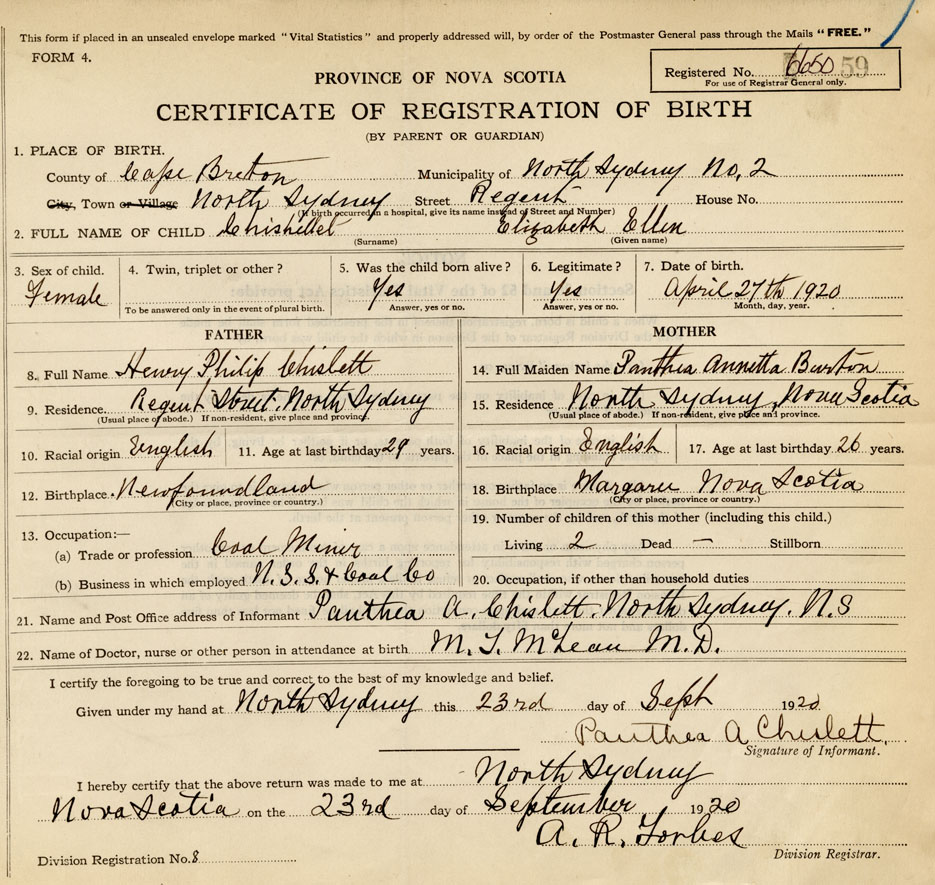 This form if placed in an unsealed envelope marked "Vital Statistics" and properly addressed will, by order of the Postmaster General pass through the Mails "FREE."
FORM 4.
Registered No. 6650 59
For use of Registrar General only.
PROVINCE OF NOVA SCOTIA
CERTIFICATE OF REGISTRATION OF BIRTH
(BY PARENT OR GUARDIAN)
1. PLACE OF BIRTH.
County of Cape Breton Municipality of North Sydney No. 2
City, Town or Village North Sydney Street Regent House No.
(If birth occurred in a hospital, give its name instead of Street and Number)
2. FULL NAME OF CHILD Chislett Elizabeth Ellen
(Surname) (Given name)
3. Sex of child. 4. Twin, triplet or other? 5. Was the child born alive? 6. Legitimate? 7. Date of birth.
Female Yes Yes April 27th 1920
To be answered only in the event of plural birth. Answer, yes or no. Answer, yes or no. Month, day, year.
FATHER MOTHER
8. Full Name Henry Philip Chislett 14. Full Maiden Name Panthea Annetta Burton
9. Residence. Regent Street, North Sydney 15. Residence North Sydney, Nova Scotia
(Usual place of abode.) If non-resident, give place and province. (Usual place of abode.) If non-resident, give place and province.
10. Racial origin English 11. Age at last birthday 29 years. 16. Racial origin English 17. Age at last birthday 26 years.
12. Birthplace. Newfoundland 18. Birthplace Margaree Nova Scotia
(City or place, province or country.) (City or place, province or country.)
13. Occupation:— 19. Number of children of this mother (including this child.)
(a) Trade or profession Coal Miner Living 2 Dead — Stillborn
(b) Business in which employed N.S.S. & Coal Co 20. Occupation, if other than household duties
21. Name and Post Office address of Informant Panthea A. Chislett. North Sydney. N.S
22. Name of Doctor, nurse or other person in attendance at birth M. T. McLean M.D.
I certify the foregoing to be true and correct to the best of my knowledge and belief.
Given under my hand at North Sydney this 23rd day of Sept 1920
Panthea A Chislett.
Signature of Informant.
I hereby certify that the above return was made to me at North Sydney
Nova Scotia on the 23rd day of September 1920
A. R. Forbes
Division Registration No. 8 Division Registrar.